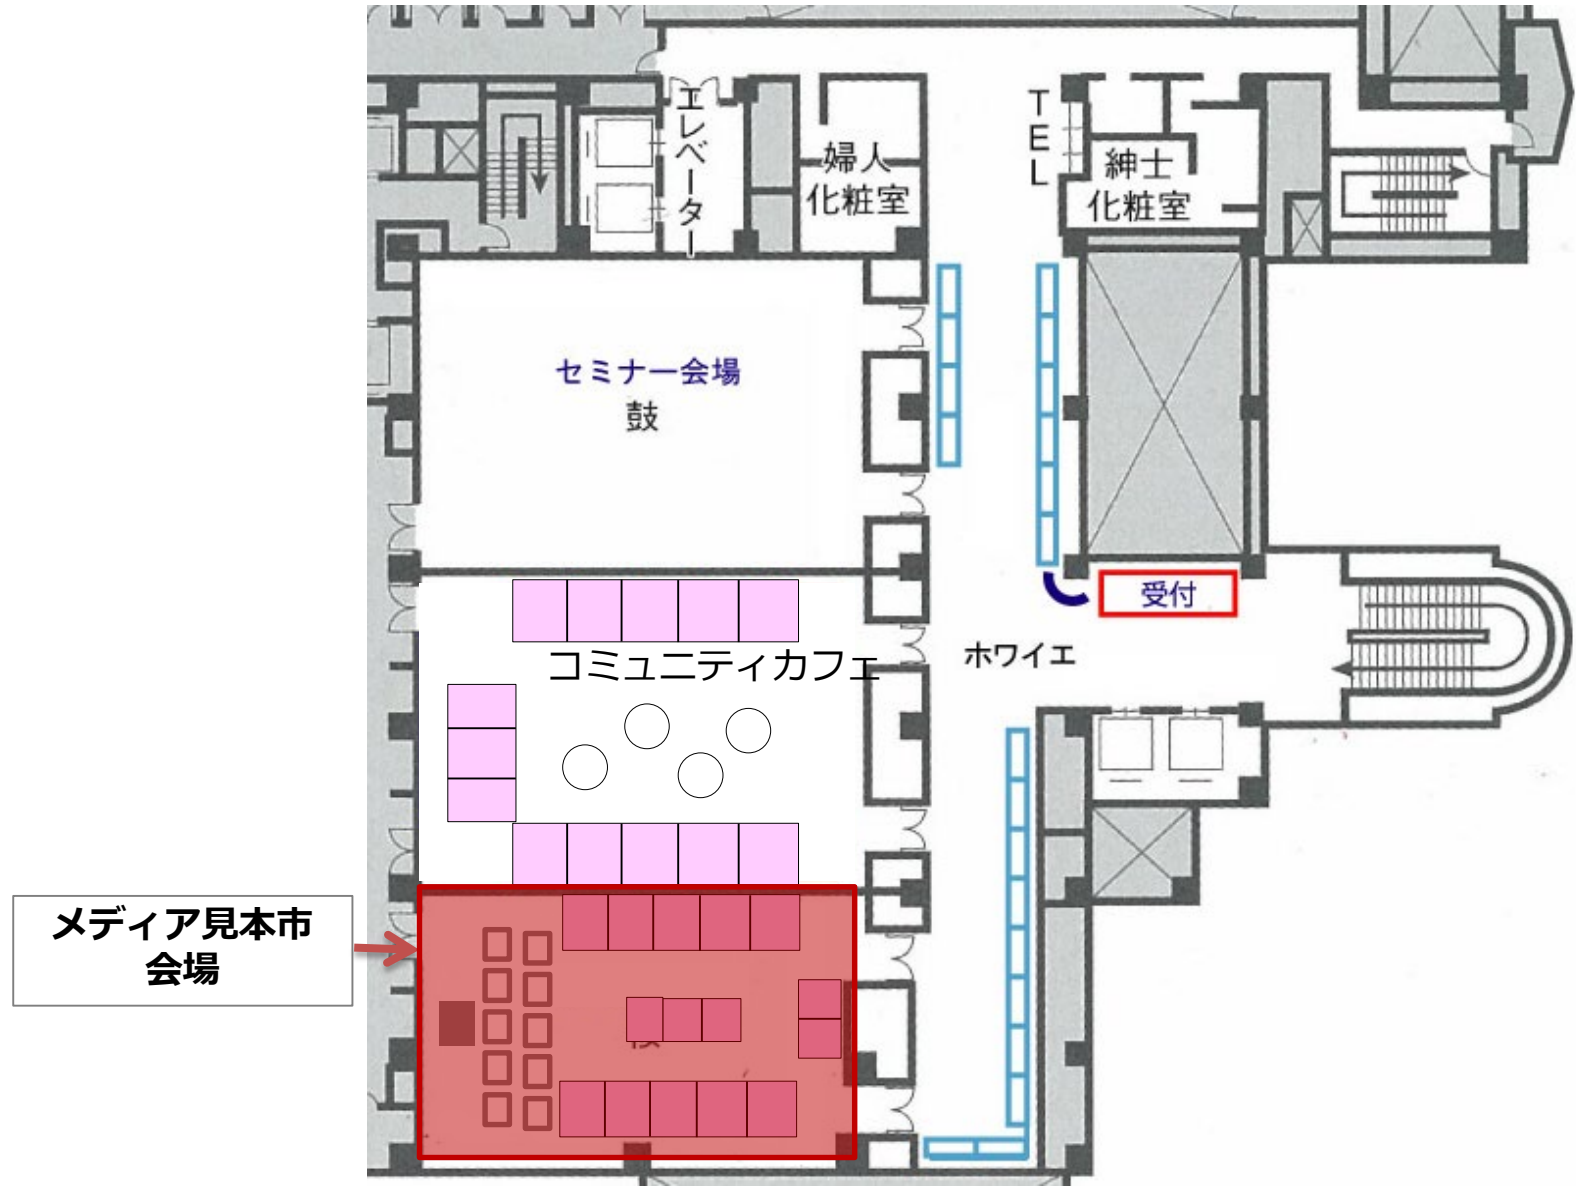 エレベーター
婦人
化粧室
TEL
紳士
化粧室
セミナー会場
鼓
受付
コミュニティカフェ
ホワイエ
メディア見本市
会場